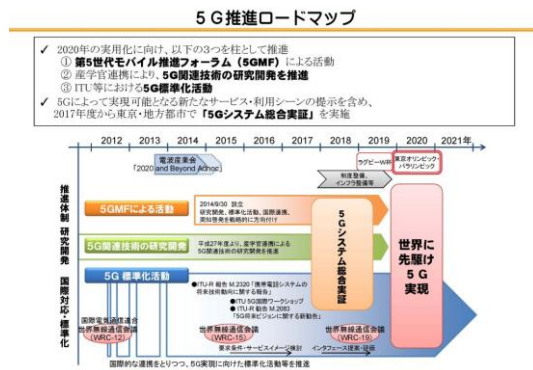 5G推進ロードマップ
✓ 2020年の実用化に向け、以下の3つを柱として推進
① 第5世代モバイル推進フォーラム（5GMF）による活動
② 産学官連携により、5G関連技術の研究開発を推進
③ ITU等における5G標準化活動
✓ 5Gによって実現可能となる新たなサービス・利用シーンの提示を含め、
2017年度から東京・地方都市で「5Gシステム総合実証」を実施
2012 2013 2014 2015 2016 2017 2018 2019 2020 2021年
電波産業会
「2020 and Beyond Adhoc」
ラグビーW杯
東京オリンピック・
パラリンピック
制度整備、
インフラ整備等
推進体制
5GMFによる活動
2014/9/30 設立
研究開発、標準化活動、国際連携、
周知啓発を戦略的に方向付け
研究開発
5G関連技術の研究開発
平成27年度より、産学官連携による
5G関連技術の研究開発を推進
5Gシステム総合実証
世界に
先駆け
5G
実現
国際対応・標準化
5G 標準化活動
●ITU-R 報告 M.2320「携帯電話システムの
将来技術動向に関する報告」
●ITU 5G国際ワークショップ
●ITU-R 勧告 M.2083
「5G将来ビジョンに関する新勧告」
国際電気通信連合
世界無線通信会議
（WRC-12）
世界無線通信会議
（WRC-15）
世界無線通信会議
（WRC-19）
要求条件・サービスイメージ検討
インタフェース提案・評価
国際的な連携をとりつつ、5G実現に向けた標準化活動等を推進